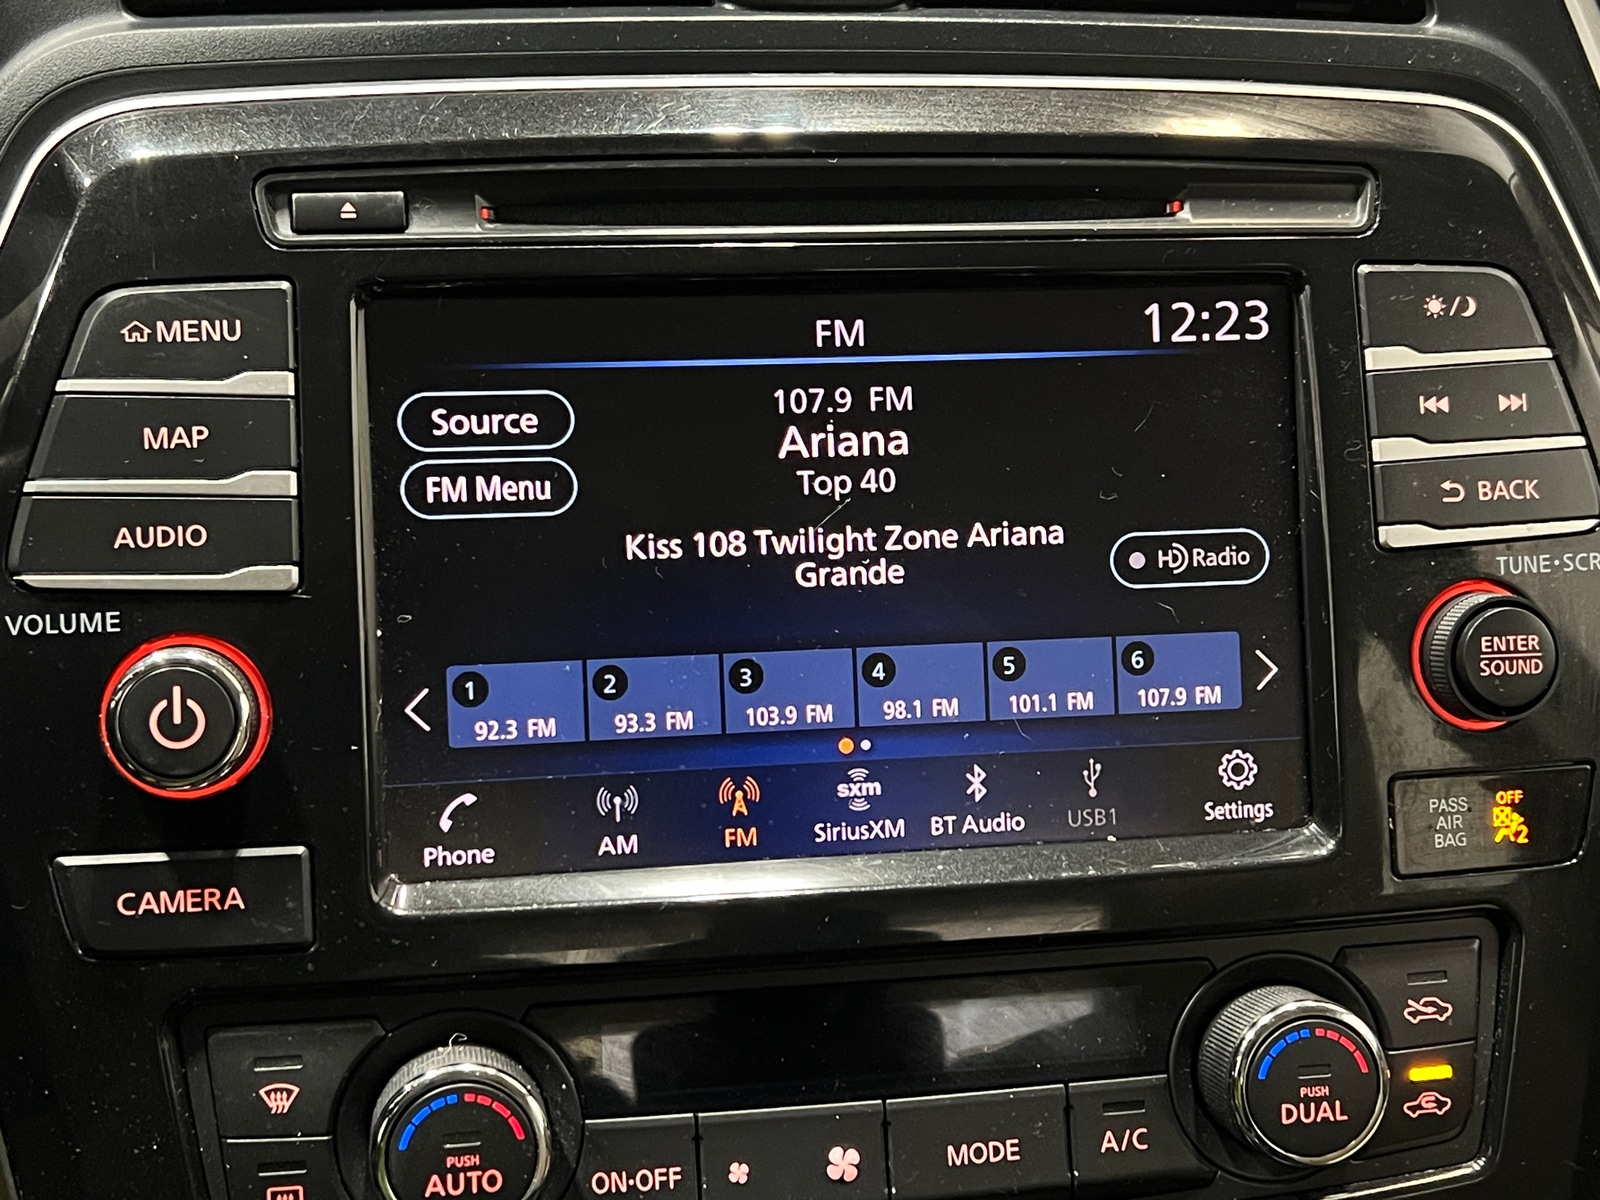 MENU
MAP
AUDIO
VOLUME
CAMERA
FM
12:23
Source
FM Menu
107.9 FM
Ariana
Top 40
Kiss 108 Twilight Zone Ariana
Grande
HD Radio
1
92.3 FM
2
93.3 FM
3
103.9 FM
4
98.1 FM
5
101.1 FM
6
107.9 FM
Phone
AM
FM
sxm
SiriusXM
BT Audio
USB1
Settings
BACK
TUNE·SCR
ENTER
SOUND
PASS
AIR
BAG
OFF
2
PUSH
AUTO
ON·OFF
MODE
A/C
PUSH
DUAL